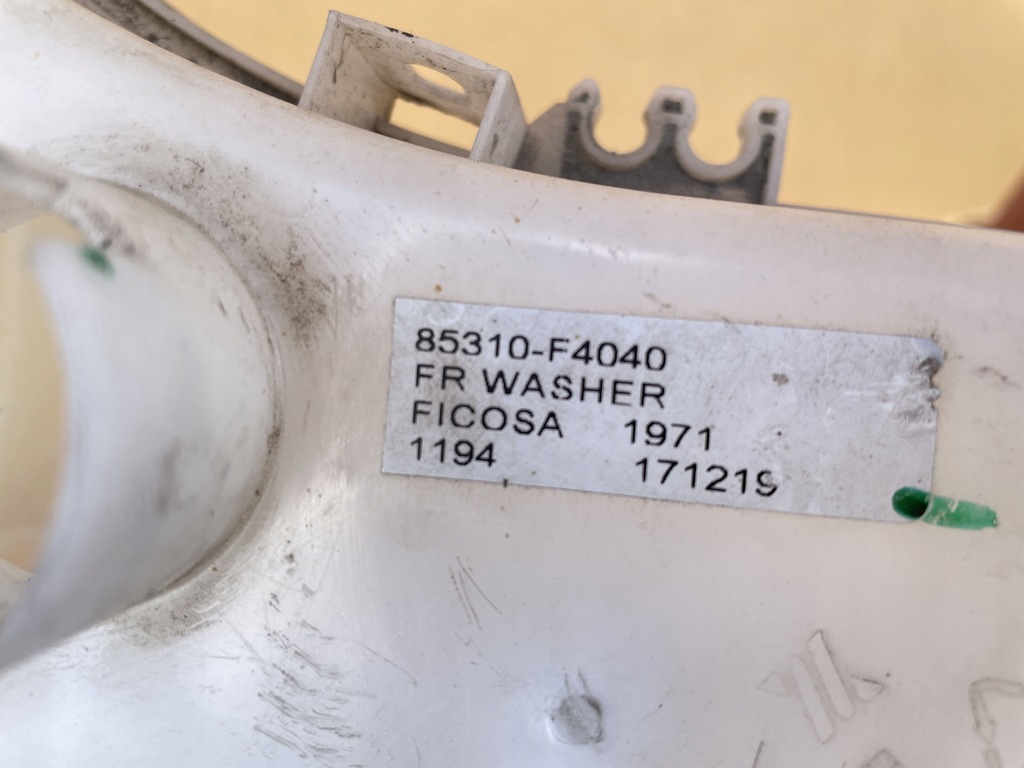 85310-F4040
FR WASHER
FICOSA 1971
1194 171219